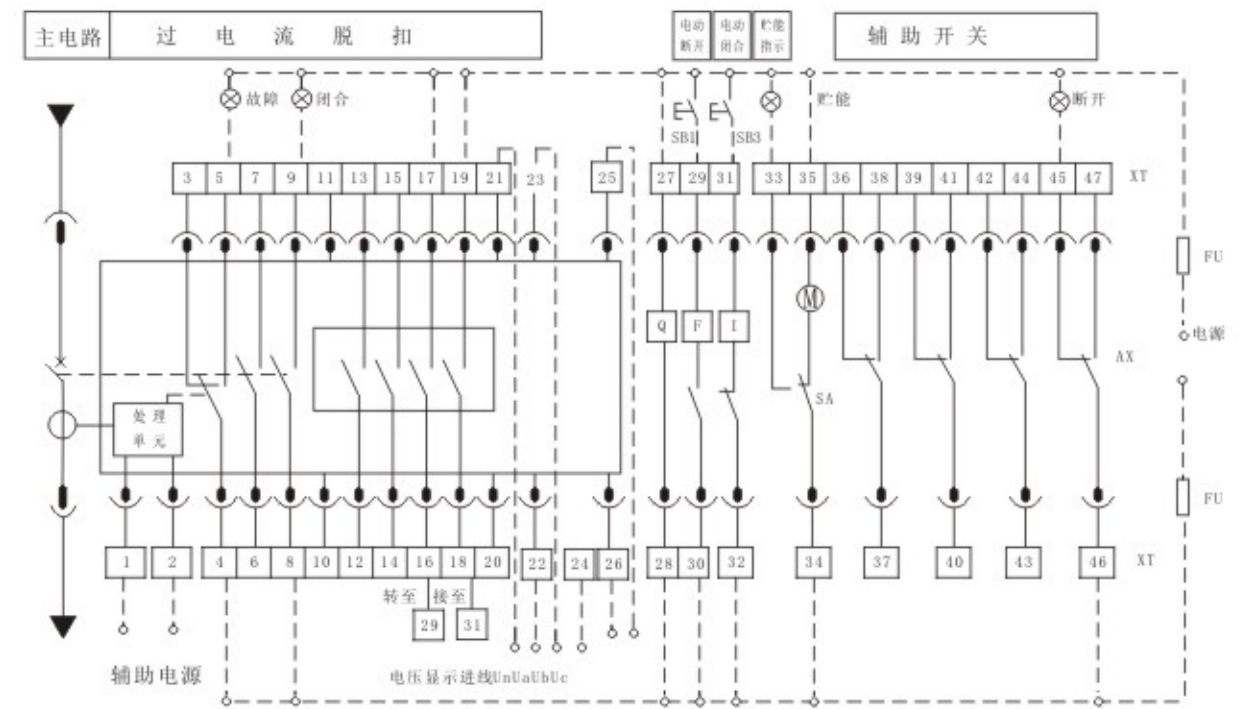 主电路 过 电 流 脱 扣 电动 电动 贮能 辅 助 开 关
断开 闭合 指示
故障 闭合 贮能 断开
SB1 SB3
3 5 7 9 11 13 15 17 19 21 23 25 27 29 31 33 35 36 38 39 41 42 44 45 47 XT
FU
M
Q F I
电源
AX
SA
处 理
单 元
FU
1 2 4 6 8 10 12 14 16 18 20 22 24 26 28 30 32 34 37 40 43 46 XT
转至 接至
29 31
辅助电源 电压显示进线UnUaUbUc